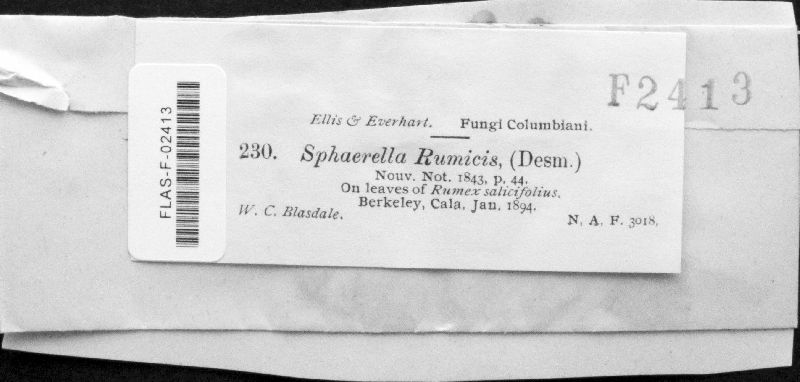 F2413
FLAS-F-02413
Ellis & Everhart. Fungi Columbiani.
230. Sphaerella Rumicis, (Desm.)
Nouv. Not. 1843, p. 44.
On leaves of Rumex salicifolius.
Berkeley, Cala, Jan. 1894.
W. C. Blasdale.
N. A. F. 3018.